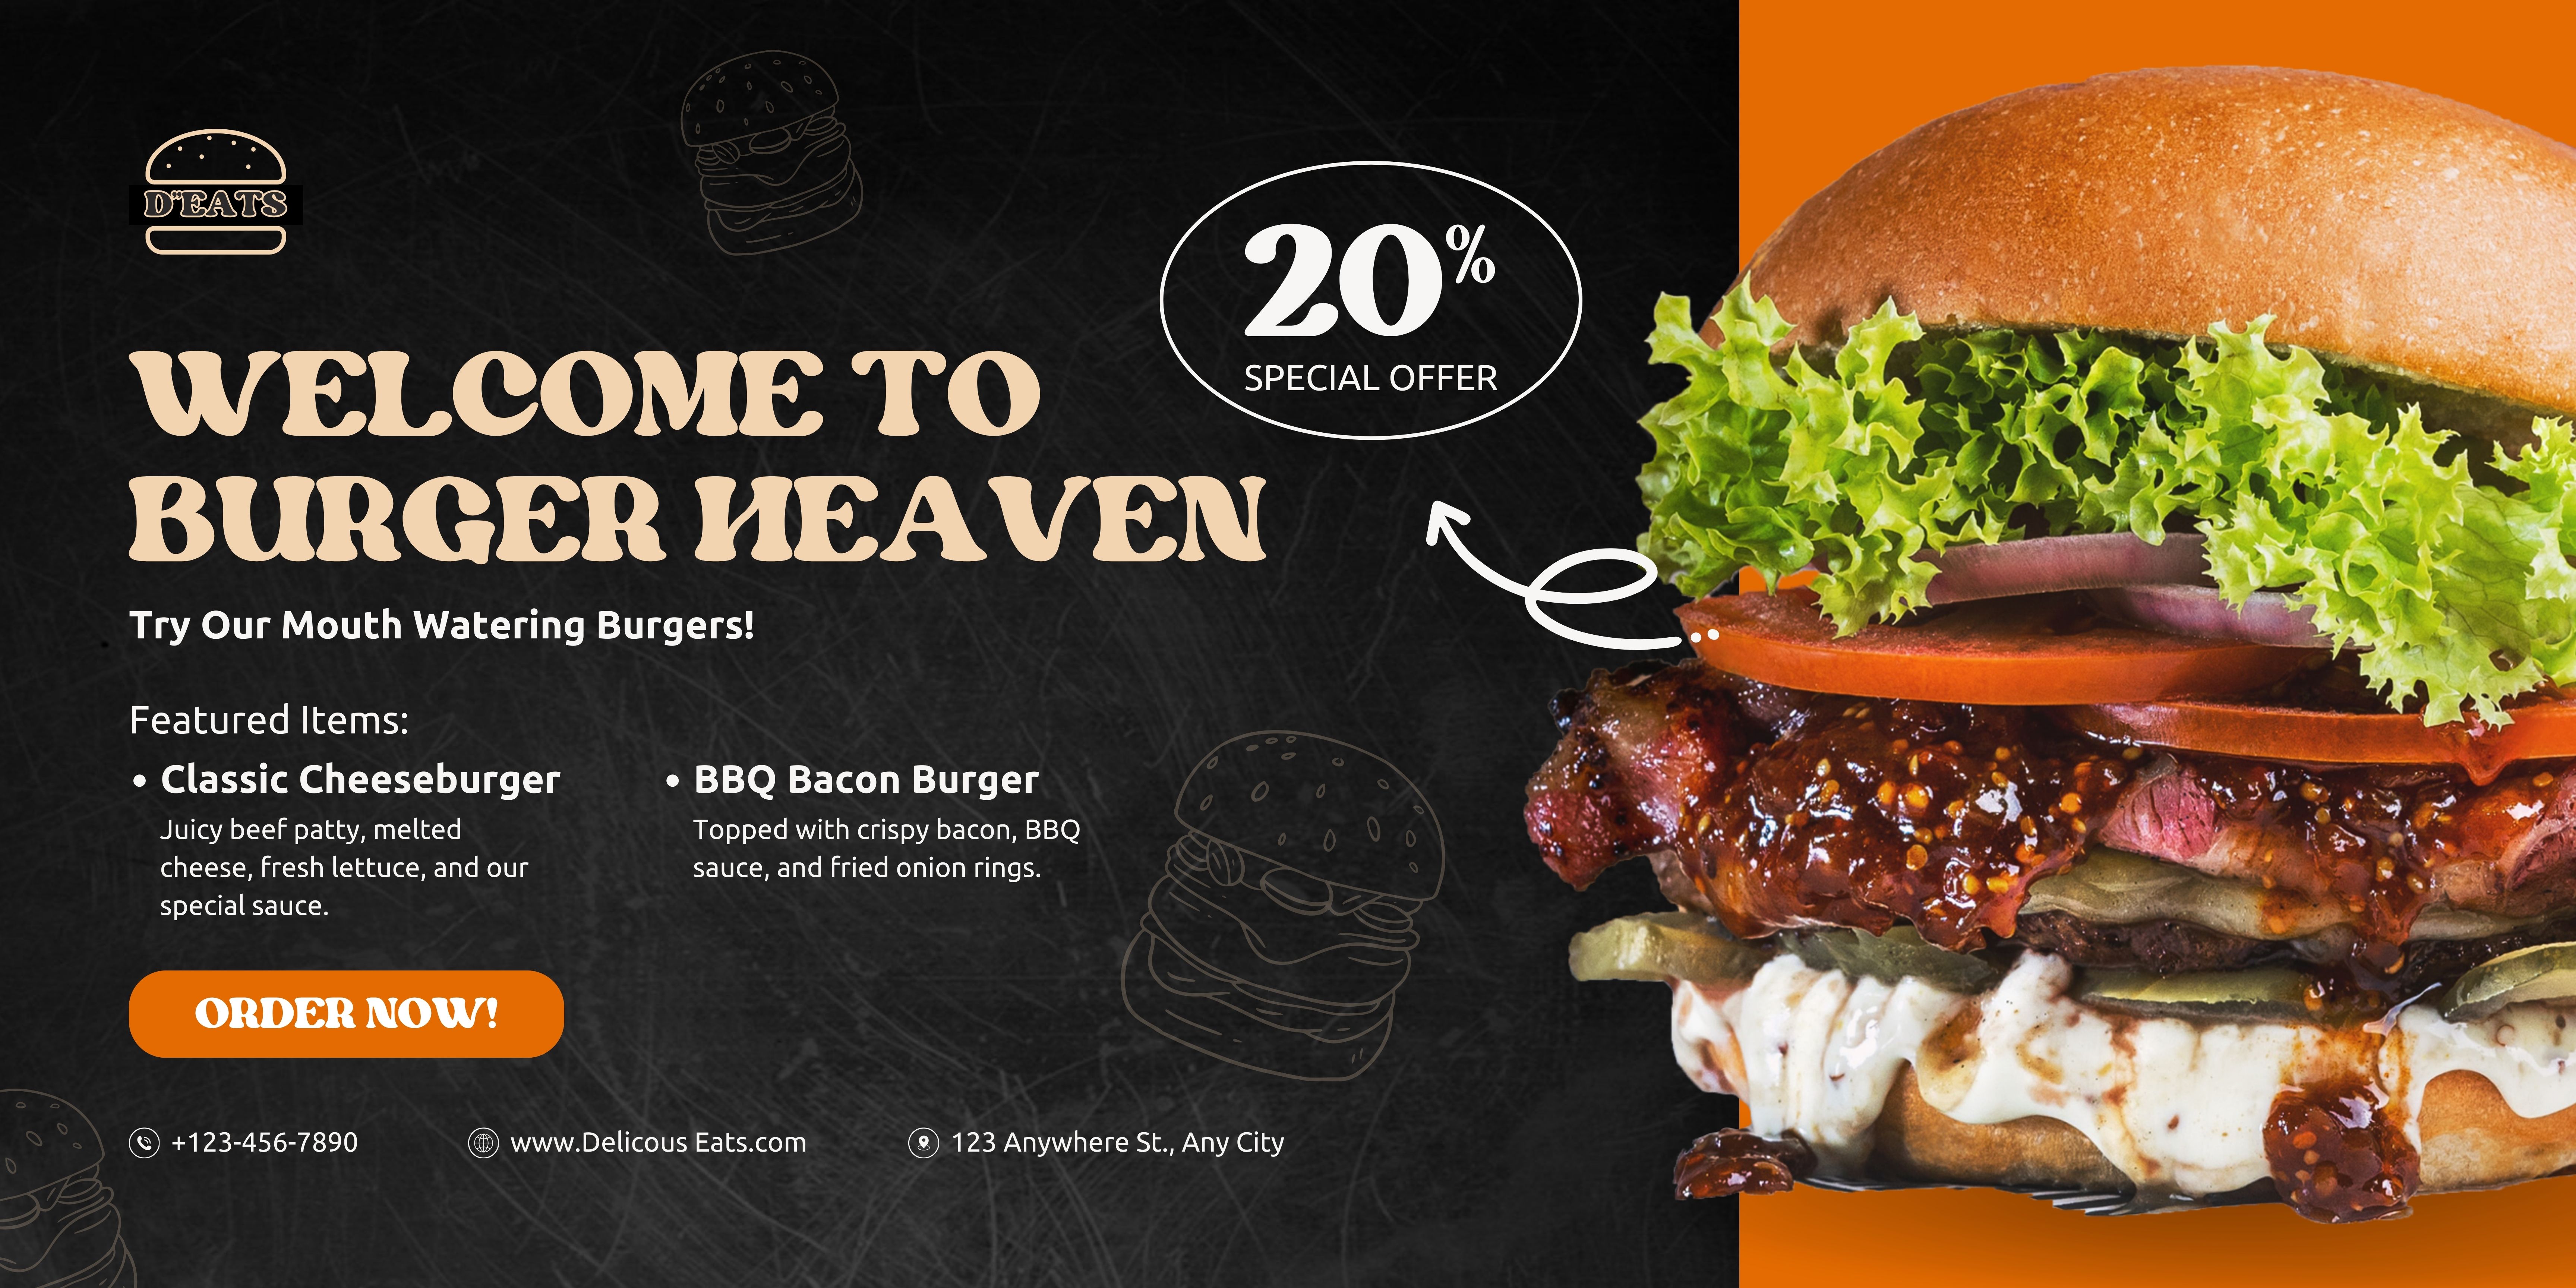 D"EATS
20%
SPECIAL OFFER
WELCOME TO
BURGER HEAVEN
Try Our Mouth Watering Burgers!
Featured Items:
• Classic Cheeseburger
Juicy beef patty, melted
cheese, fresh lettuce, and our
special sauce.
• BBQ Bacon Burger
Topped with crispy bacon, BBQ
sauce, and fried onion rings.
ORDER NOW!
+123-456-7890
www.Delicous Eats.com
123 Anywhere St., Any City